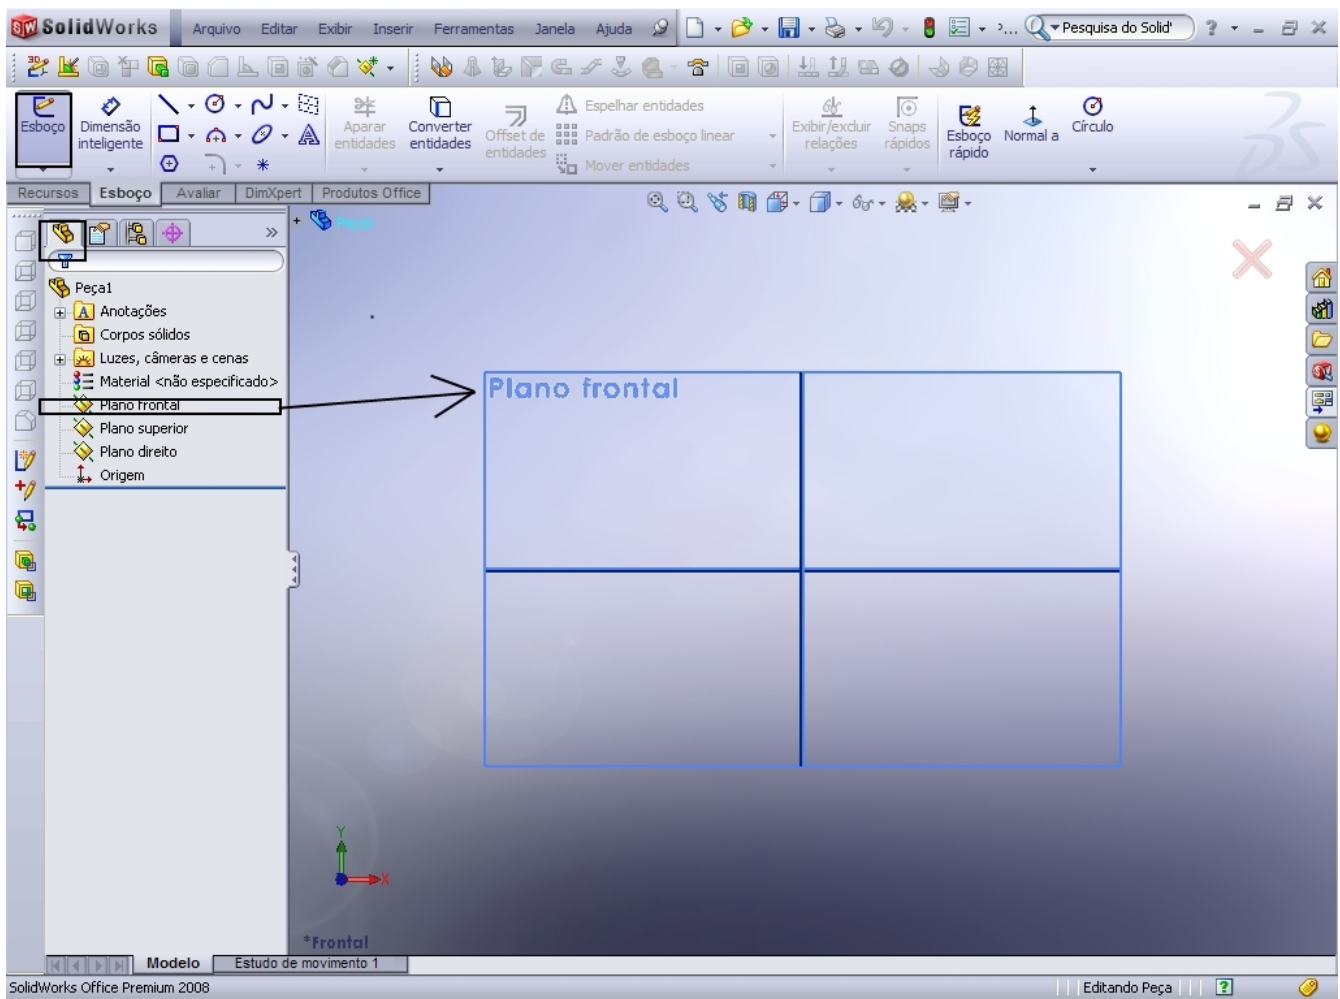 SolidWorks Arquivo Editar Exibir Inserir Ferramentas Janela Ajuda ?... Pesquisa do Solid' ?
Esboço
Dimensão
inteligente
Aparar
entidades
Converter
entidades
Offset de
entidades
Espelhar entidades
Padrão de esboço linear
Mover entidades
Exibir/excluir
relações
Snaps
rápidos
Esboço
rápido
Normal a
Círculo
Recursos Esboço Avaliar DimXpert Produtos Office
Peça1
Peça1
Anotações
Corpos sólidos
Luzes, câmeras e cenas
Material <não especificado>
Plano frontal
Plano superior
Plano direito
Origem
Plano frontal
Y
X
*Frontal
Modelo Estudo de movimento 1
SolidWorks Office Premium 2008 Editando Peça